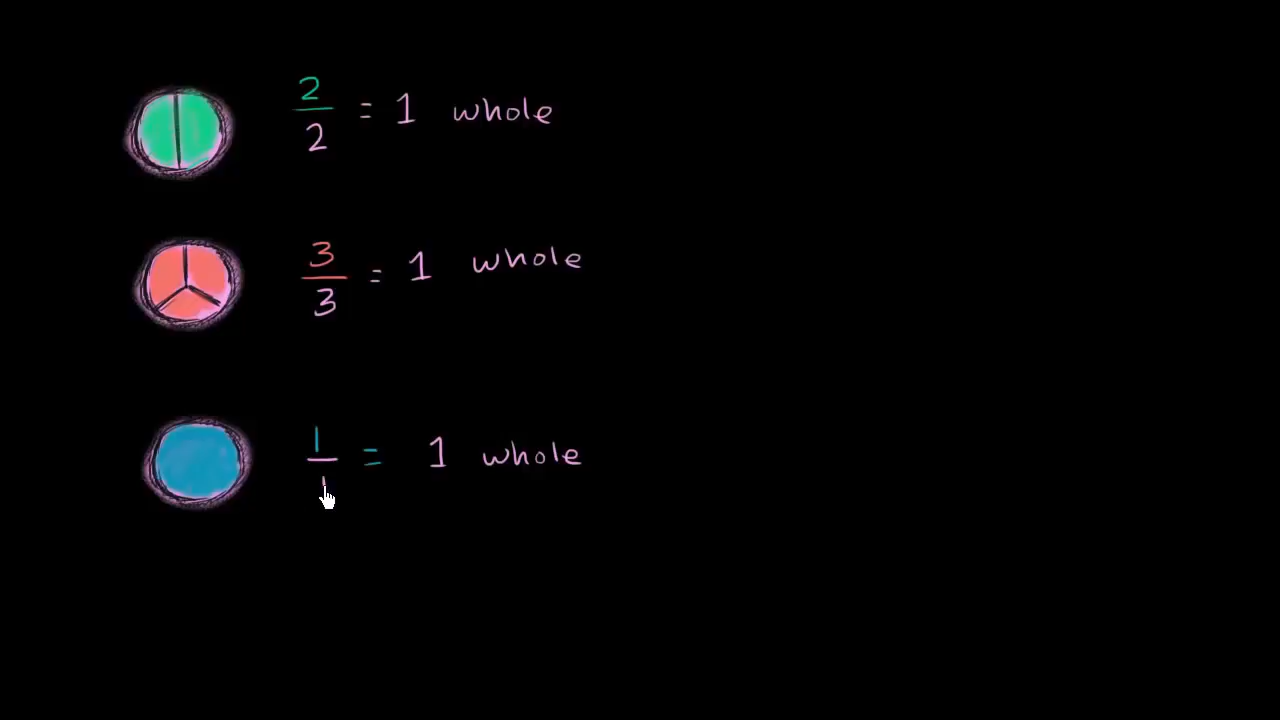 2/2 = 1 whole
3/3 = 1 whole
1/1 = 1 whole